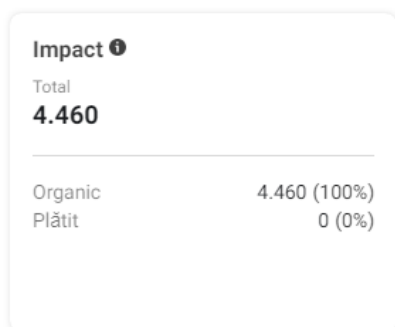 Impact
Total
4.460
Organic 4.460 (100%)
Plătit 0 (0%)